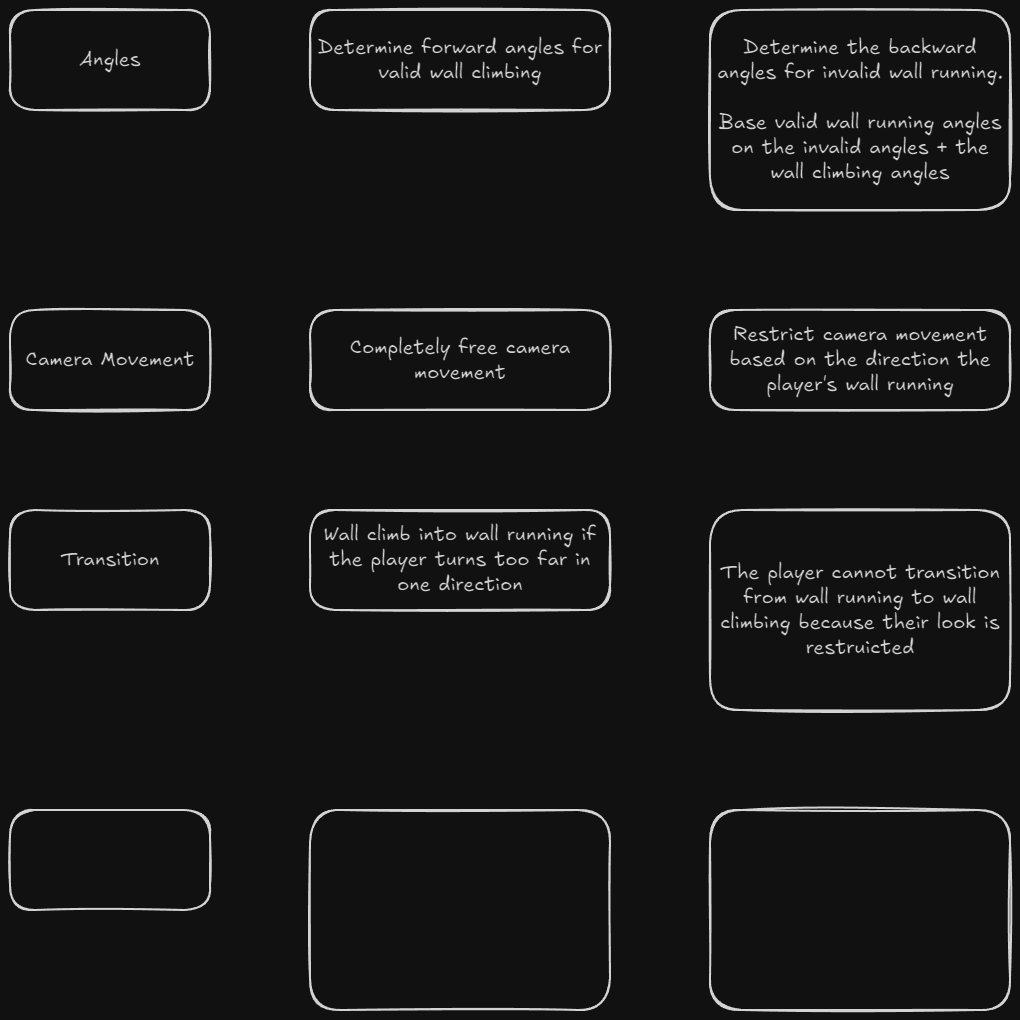 Angles
Determine forward angles for
valid wall climbing
Determine the backward
angles for invalid wall running.
Base valid wall running angles
on the invalid angles + the
wall climbing angles
Camera Movement
Completely free camera
movement
Restrict camera movement
based on the direction the
player's wall running
Transition
Wall climb into wall running if
the player turns too far in
one direction
The player cannot transition
from wall running to wall
climbing because their look is
restruicted